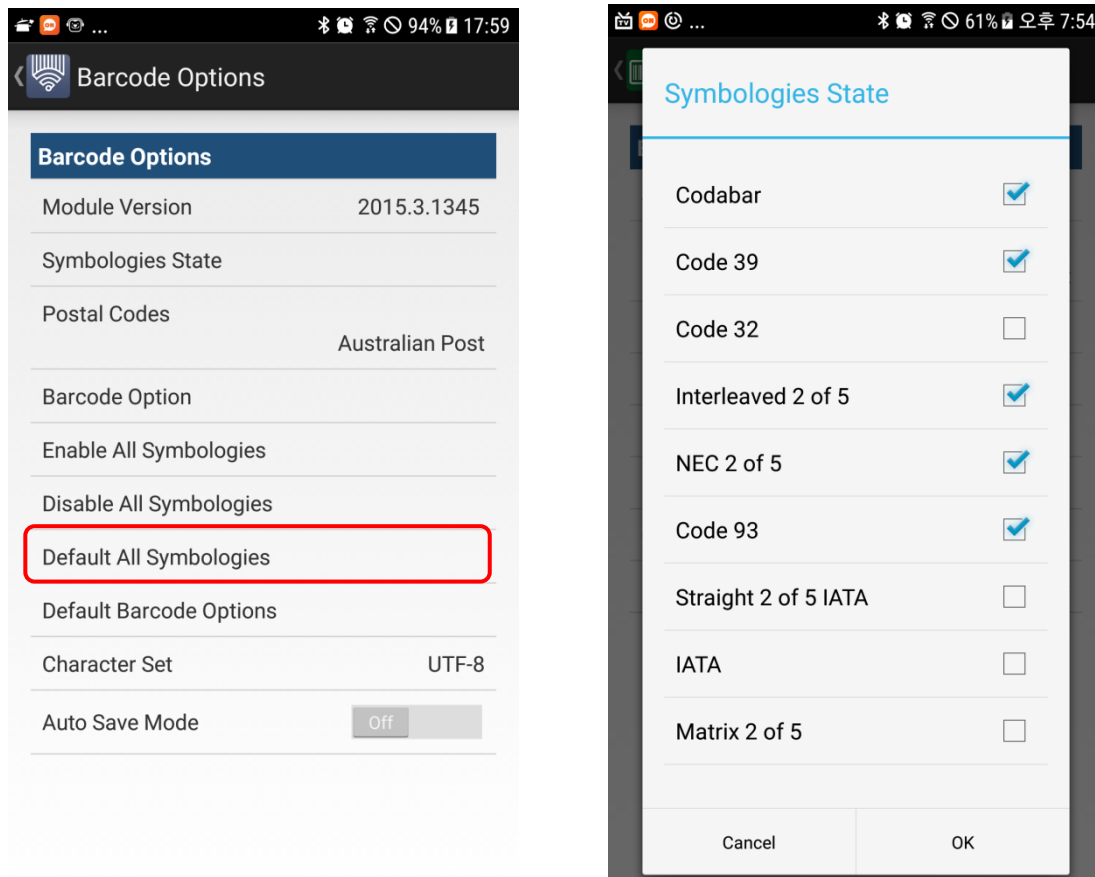 ... 94% 17:59
Barcode Options
Barcode Options
Module Version 2015.3.1345
Symbologies State
Postal Codes
Australian Post
Barcode Option
Enable All Symbologies
Disable All Symbologies
Default All Symbologies
Default Barcode Options
Character Set UTF-8
Auto Save Mode Off
... 61% 오후 7:54
Symbologies State
Codabar
Code 39
Code 32
Interleaved 2 of 5
NEC 2 of 5
Code 93
Straight 2 of 5 IATA
IATA
Matrix 2 of 5
Cancel OK